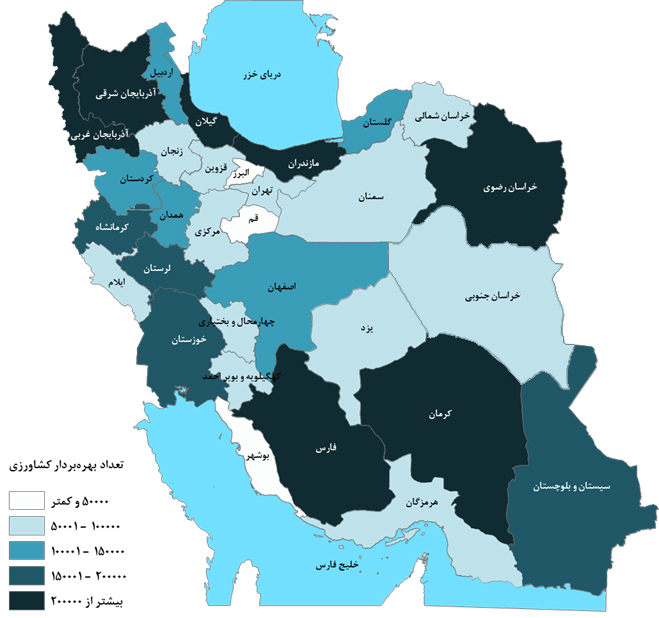 دریای خزر
اردبیل
آذربایجان شرقی
گیلان
آذربایجان غربی
گلستان
خراسان شمالی
زنجان
مازندران
قزوین
البرز
کردستان
تهران
خراسان رضوی
سمنان
همدان
قم
کرمانشاه
مرکزی
لرستان
ایلام
اصفهان
خراسان جنوبی
چهارمحال و بختیاری
یزد
خوزستان
کهگیلویه و بویر احمد
کرمان
فارس
بوشهر
سیستان و بلوچستان
هرمزگان
خلیج فارس
تعداد بهره‌بردار کشاورزی
۵۰۰۰۰ و کمتر
۵۰۰۰۱ – ۱۰۰۰۰۰
۱۰۰۰۰۱ – ۱۵۰۰۰۰
۱۵۰۰۰۱ – ۲۰۰۰۰۰
بیشتر از ۲۰۰۰۰۰